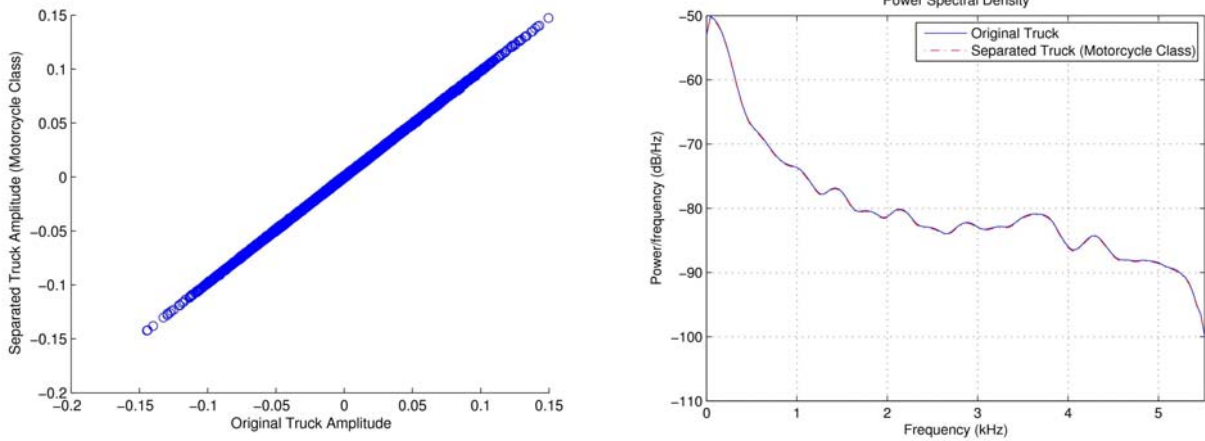 0.15
0.1
0.05
0
−0.05
−0.1
−0.15
−0.2
Separated Truck Amplitude (Motorcycle Class)
−0.2 −0.15 −0.1 −0.05 0 0.05 0.1 0.15
Original Truck Amplitude
Power Spectral Density
Original Truck
Separated Truck (Motorcycle Class)
−50
−60
−70
−80
−90
−100
−110
Power/frequency (dB/Hz)
0 1 2 3 4 5
Frequency (kHz)